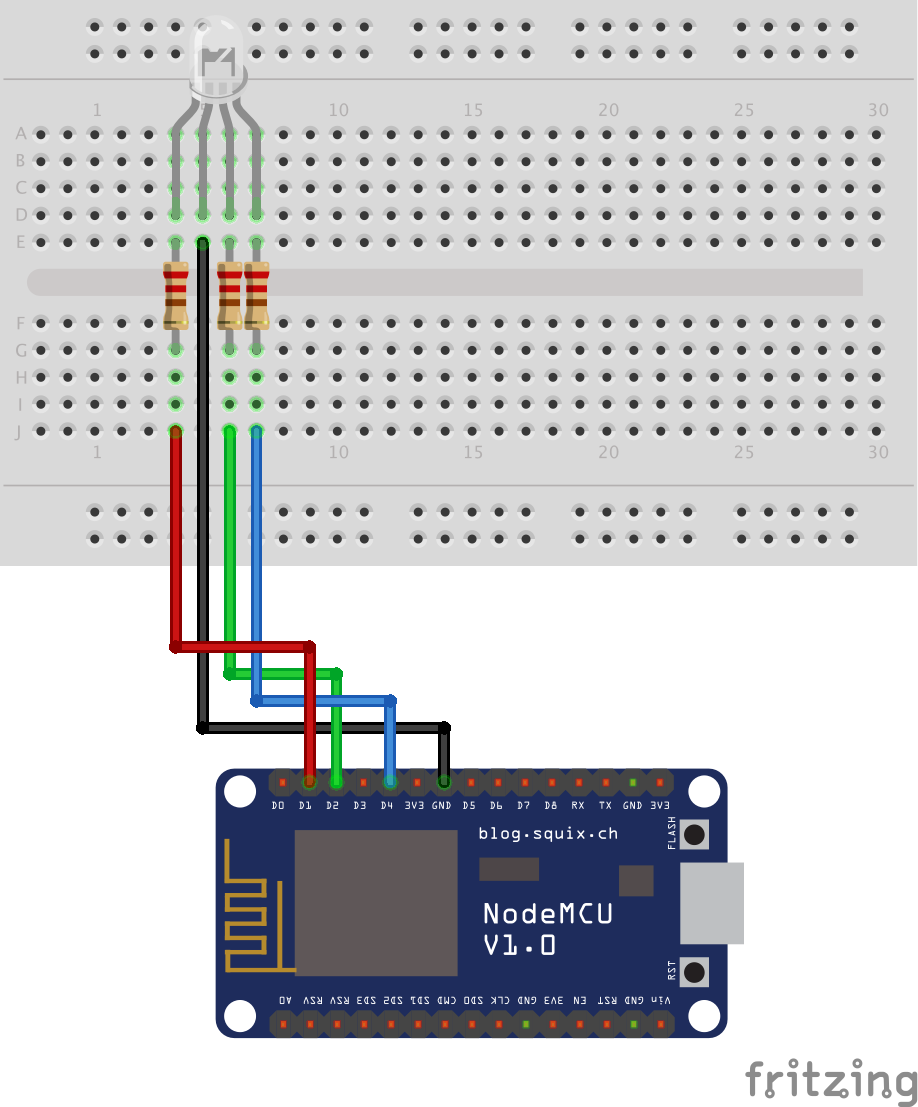 1 10 15 20 25 30
A
B
C
D
E
F
G
H
I
J
1 10 15 20 25 30
D0 D1 D2 D3 D4 3V3 GND D5 D6 D7 D8 RX TX GND 3V3
blog.squix.ch
FLASH
NodeMCU
V1.0
RST
A0 RSV RSV SD3 SD2 SD1 CMD SD0 CLK GND 3V3 EN RST GND Vin
fritzing